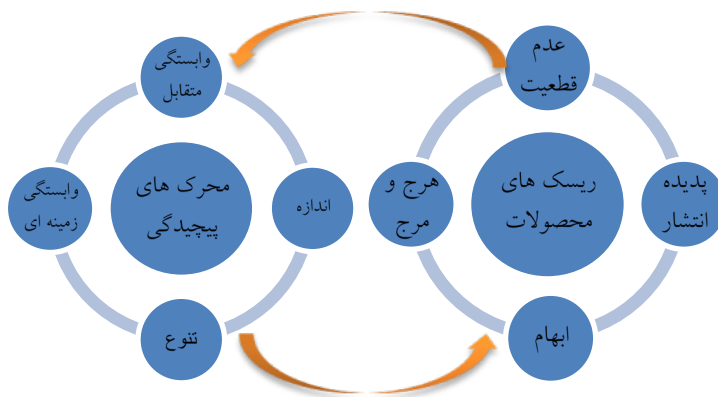 عدم
قطعیت
پدیده
انتشار
ریسک های
محصولات
هرج و
مرج
ابهام
وابستگی
متقابل
اندازه
محرک های
پیچیدگی
وابستگی
زمینه ای
تنوع